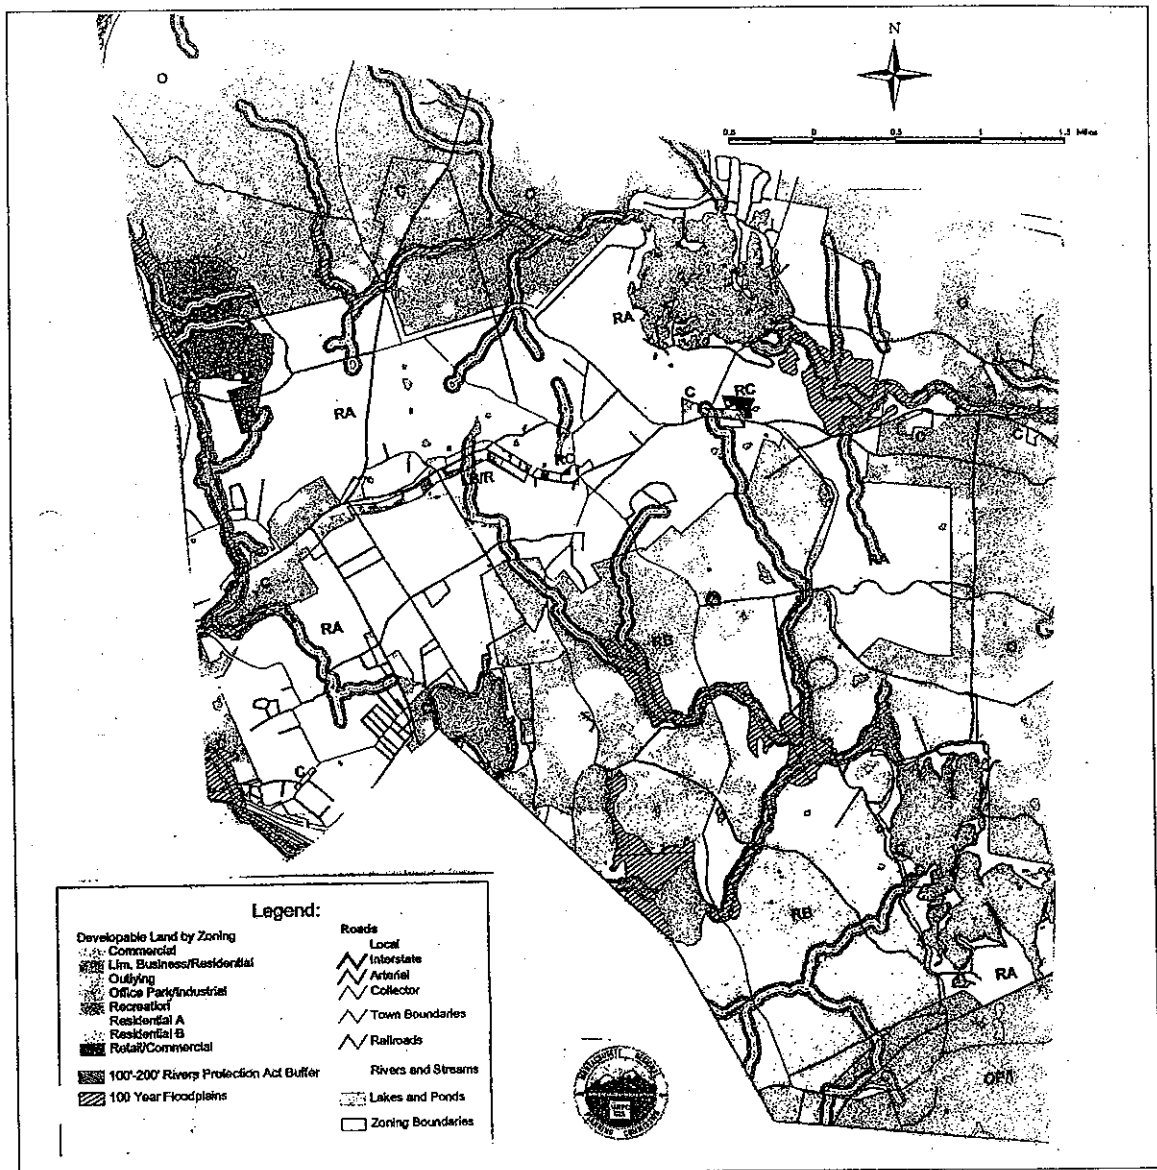 N
0.5 0 0.5 1 1.5 Miles
O
C
O
RA
O
C
RC
RA
C
C
RC
B/R
RA
C
RA
RB
O
C
RB
RA
OP/I
Legend:
Developable Land by Zoning
Commercial
Lim. Business/Residential
Outlying
Office Park/Industrial
Recreation
Residential A
Residential B
Retail/Commercial
100'-200' Rivers Protection Act Buffer
100 Year Floodplains
Roads
Local
Interstate
Arterial
Collector
Town Boundaries
Railroads
Rivers and Streams
Lakes and Ponds
Zoning Boundaries